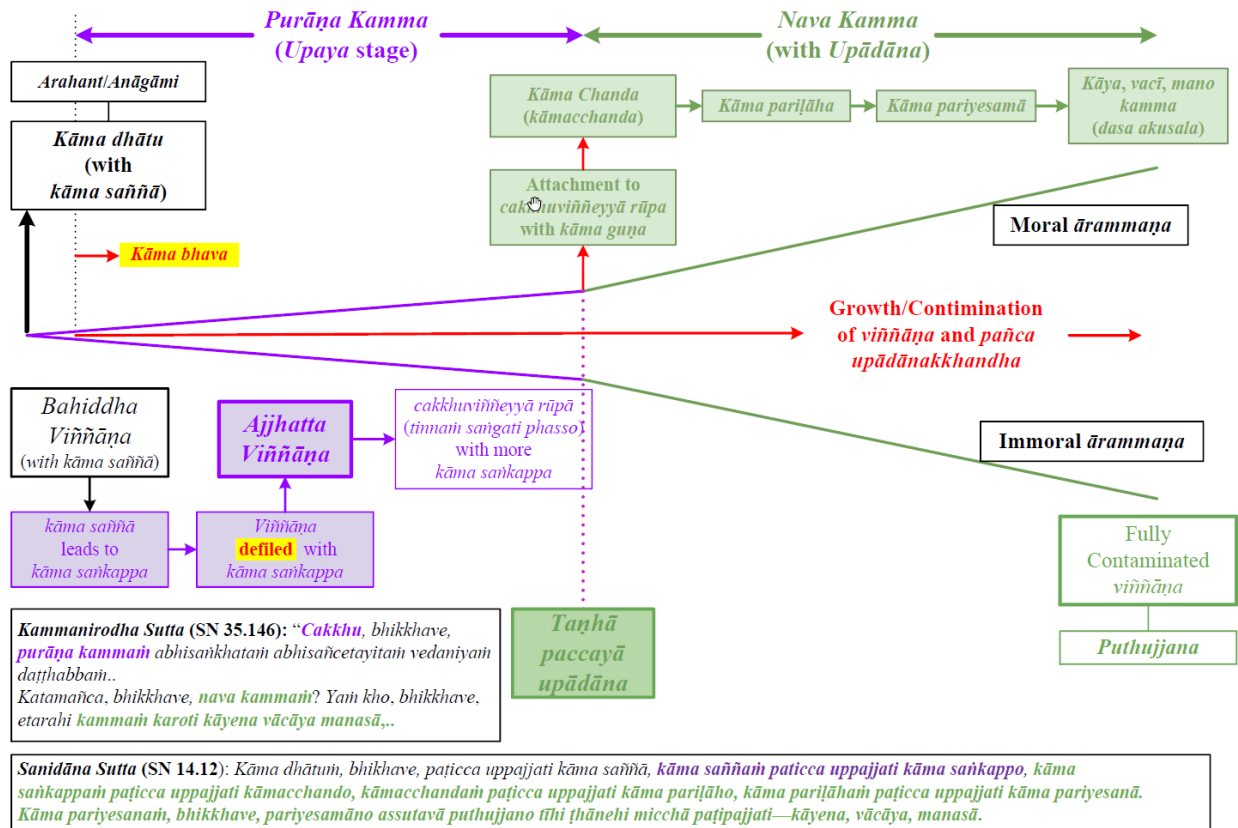 Purāṇa Kamma
(Upaya stage)
Nava Kamma
(with Upādāna)
Arahant/Anāgāmi
Kāma dhātu
(with
kāma saññā)
Kāma bhava
Kāma Chanda
(kāmacchanda)
Kāma pariḷāha
Kāma pariyesamā
Kāya, vacī, mano
kamma
(dasa akusala)
Attachment to
cakkhuviññeyyā rūpa
with kāma guṇa
Moral ārammaṇa
Growth/Contimination
of viññāṇa and pañca
upādānakkhandha
Immoral ārammaṇa
Bahiddha
Viññāṇa
(with kāma saññā)
Ajjhatta
Viññāṇa
cakkhuviññeyyā rūpā
(tinnaṁ saṅgati phasso)
with more
kāma saṅkappa
kāma saññā
leads to
kāma saṅkappa
Viññāṇa
defiled with
kāma saṅkappa
Taṇhā
paccayā
upādāna
Fully
Contaminated
viññāṇa
Puthujjana
Kammanirodha Sutta (SN 35.146): “Cakkhu, bhikkhave,
purāṇa kammaṁ abhisaṅkhataṁ abhisañcetayitaṁ vedaniyaṁ
daṭṭhabbaṁ..
Katamañca, bhikkhave, nava kammaṁ? Yaṁ kho, bhikkhave,
etarahi kammaṁ karoti kāyena vācāya manasā,..
Sanidāna Sutta (SN 14.12): Kāma dhātuṁ, bhikhave, paṭicca uppajjati kāma saññā, kāma saññaṁ paticca uppajjati kāma saṅkappo, kāma
saṅkappaṁ paṭicca uppajjati kāmacchando, kāmacchandaṁ paṭicca uppajjati kāma pariḷāho, kāma pariḷāhaṁ paṭicca uppajjati kāma pariyesanā.
Kāma pariyesanaṁ, bhikkhave, pariyesamāno assutavā puthujjano tīhi ṭhānehi micchā paṭipajjati—kāyena, vācāya, manasā.